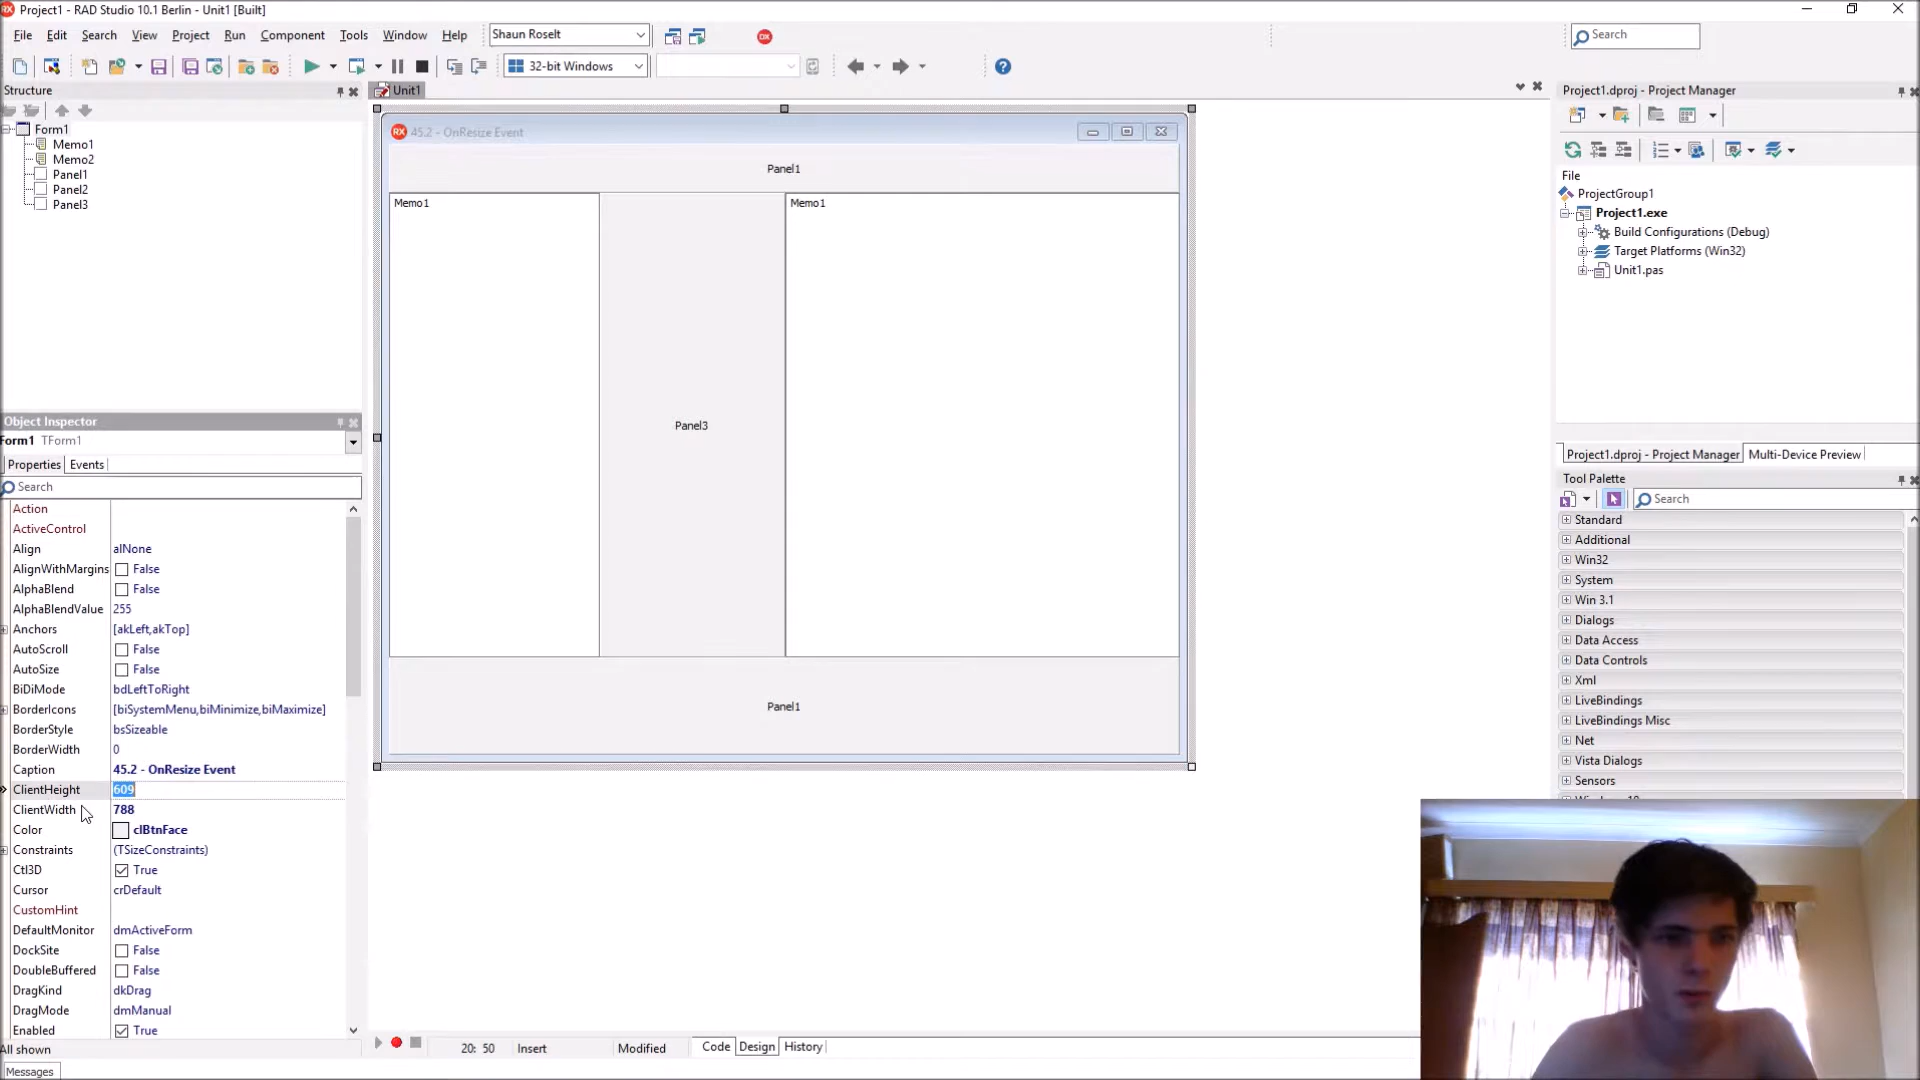 Project1 - RAD Studio 10.1 Berlin - Unit1 [Built]
File Edit Search View Project Run Component Tools Window Help
Shaun Roselt
Search
32-bit Windows
Structure
Form1
Memo1
Memo2
Panel1
Panel2
Panel3
Object Inspector
Form1 TForm1
Properties Events
Search
Action
ActiveControl
Align alNone
AlignWithMargins False
AlphaBlend False
AlphaBlendValue 255
Anchors [akLeft,akTop]
AutoScroll False
AutoSize False
BiDiMode bdLeftToRight
BorderIcons [biSystemMenu,biMinimize,biMaximize]
BorderStyle bsSizeable
BorderWidth 0
Caption 45.2 - OnResize Event
ClientHeight 609
ClientWidth 788
Color clBtnFace
Constraints (TSizeConstraints)
Ctl3D True
Cursor crDefault
CustomHint
DefaultMonitor dmActiveForm
DockSite False
DoubleBuffered False
DragKind dkDrag
DragMode dmManual
Enabled True
All shown
Messages
Unit1
45.2 - OnResize Event
Panel1
Memo1
Panel3
Memo1
Panel1
20: 50 Insert Modified Code Design History
Project1.dproj - Project Manager
File
ProjectGroup1
Project1.exe
Build Configurations (Debug)
Target Platforms (Win32)
Unit1.pas
Project1.dproj - Project Manager Multi-Device Preview
Tool Palette
Search
Standard
Additional
Win32
System
Win 3.1
Dialogs
Data Access
Data Controls
Xml
LiveBindings
LiveBindings Misc
Net
Vista Dialogs
Sensors